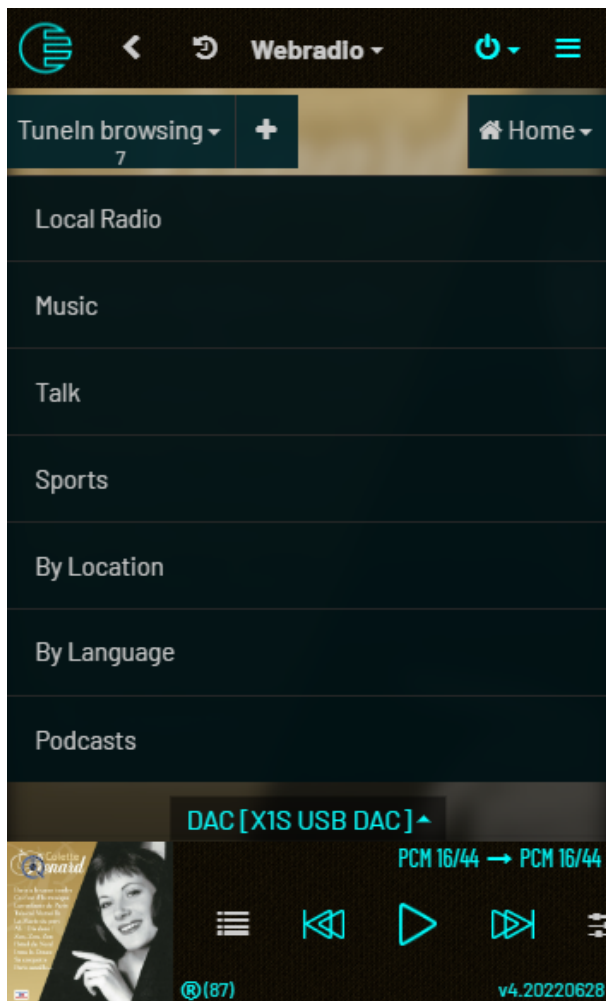 Webradio
TuneIn browsing
7
Home
Local Radio
Music
Talk
Sports
By Location
By Language
Podcasts
DAC [X1S USB DAC]
PCM 16/44 → PCM 16/44
Colette
®(87)
v4.20220628